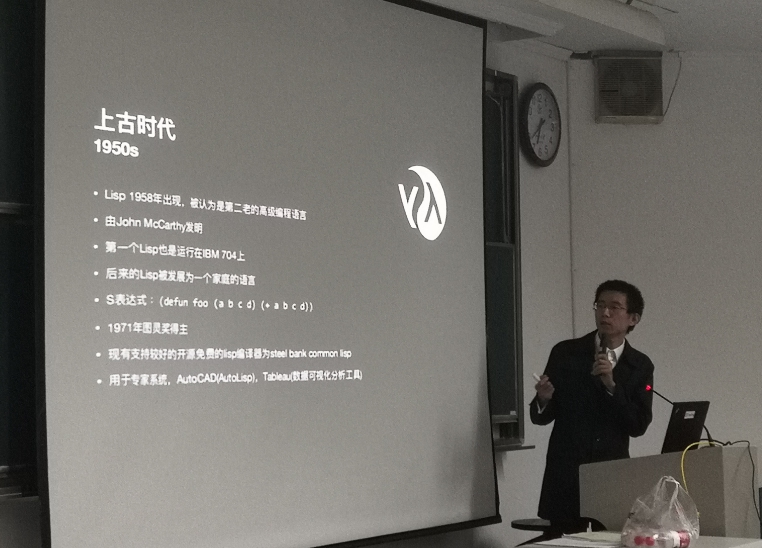 上古时代
1950s
• Lisp 1958年出现，被认为是第二老的高级编程语言
• 由John McCarthy发明
• 第一个Lisp也是运行在IBM 704上
• 后来的Lisp被发展为一个家庭的语言
• S表达式：(defun foo (a b c d) (+ a b c d))
• 1971年图灵奖得主
• 现有支持较好的开源免费的lisp编译器为steel bank common lisp
• 用于专家系统，AutoCAD(AutoLisp)，Tableau(数据可视化分析工具)